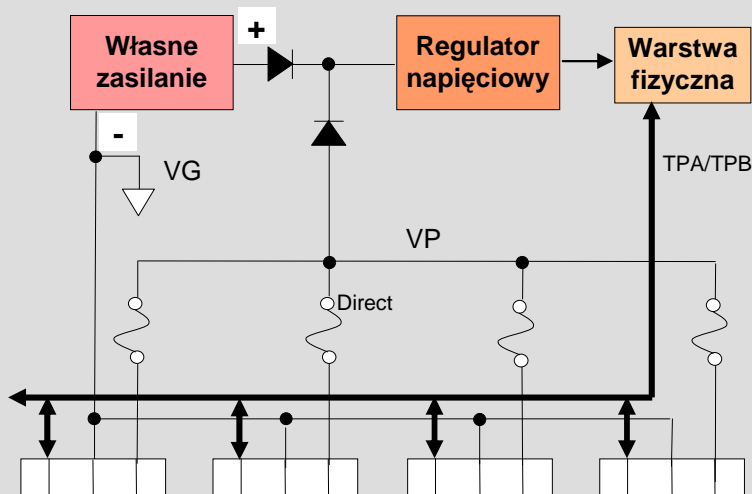 Własne
zasilanie
+
-
Regulator
napięciowy
Warstwa
fizyczna
VG
TPA/TPB
VP
Direct